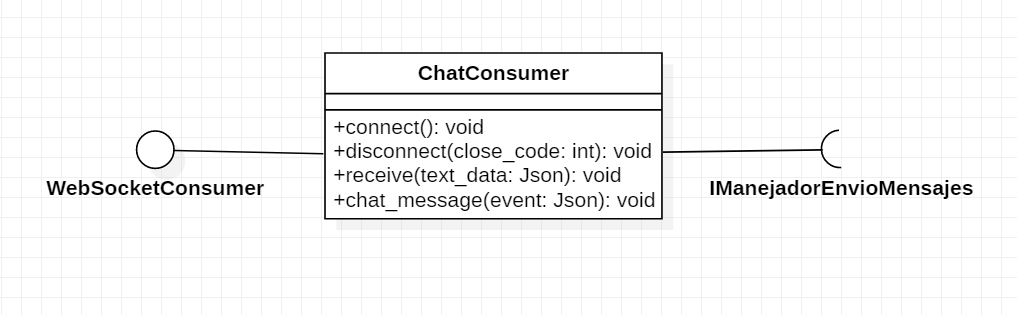 ChatConsumer
+connect(): void
+disconnect(close_code: int): void
+receive(text_data: Json): void
+chat_message(event: Json): void
WebSocketConsumer
IManejadorEnvioMensajes